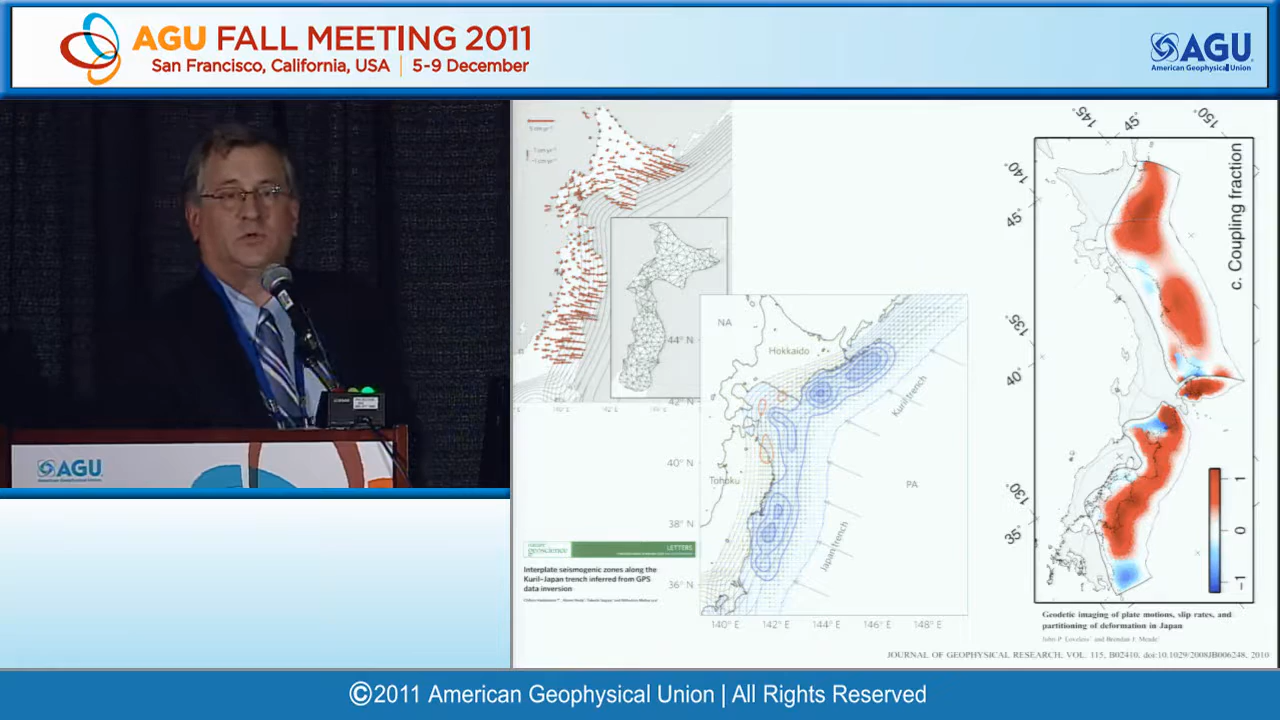 AGU FALL MEETING 2011
San Francisco, California, USA | 5-9 December
AGU
American Geophysical Union
AGU
American Geophysical Union
NA
Hokkaido
Kuril trench
Tohoku
PA
Japan trench
44° N
42° N
40° N
38° N
36° N
140° E 142° E 144° E 146° E 148° E
geoscience
LETTERS
Interplate seismogenic zones along the
Kuril–Japan trench inferred from GPS
data inversion
145°
45°
150°
140°
45°
135°
40°
130°
35°
c. Coupling fraction
1
0
−1
Geodetic imaging of plate motions, slip rates, and
partitioning of deformation in Japan
John P. Loveless and Brendan J. Meade
JOURNAL OF GEOPHYSICAL RESEARCH, VOL. 115, B02410, doi:10.1029/2008JB006248, 2010
©2011 American Geophysical Union | All Rights Reserved